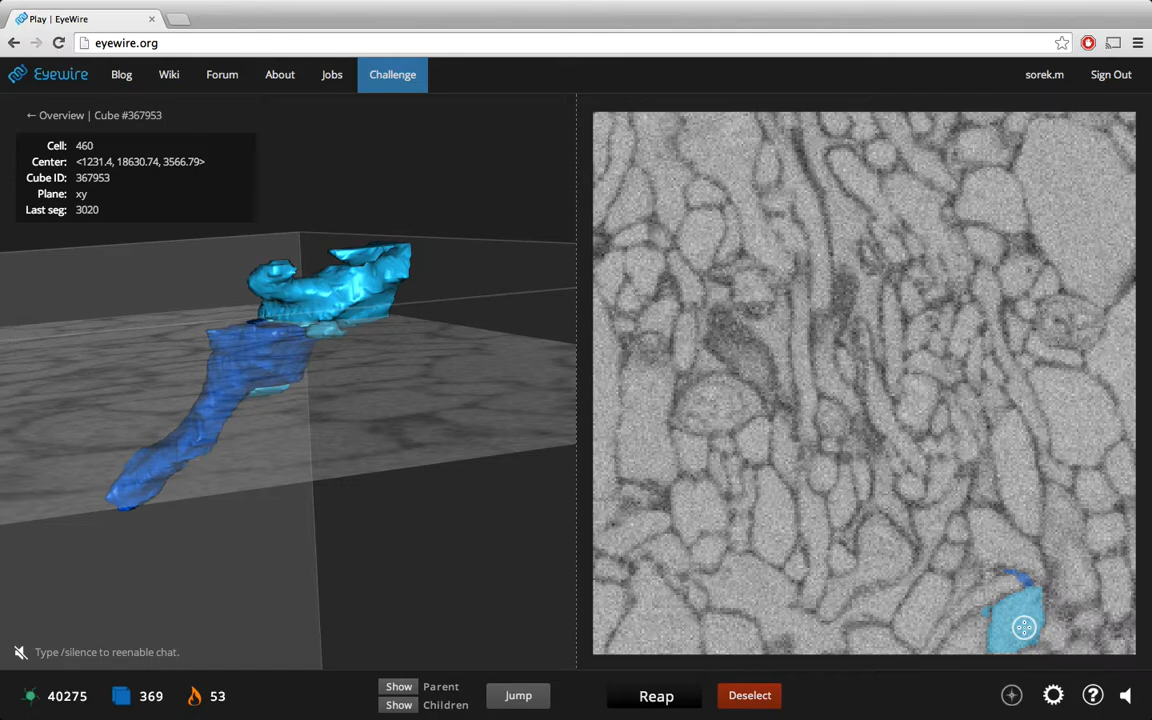 Play | EyeWire
eyewire.org
Eyewire Blog Wiki Forum About Jobs Challenge sorek.m Sign Out
← Overview | Cube #367953
Cell: 460
Center: <1231.4, 18630.74, 3566.79>
Cube ID: 367953
Plane: xy
Last seg: 3020
Type /silence to reenable chat.
40275 369 53 Show Parent Jump Reap Deselect
Show Children